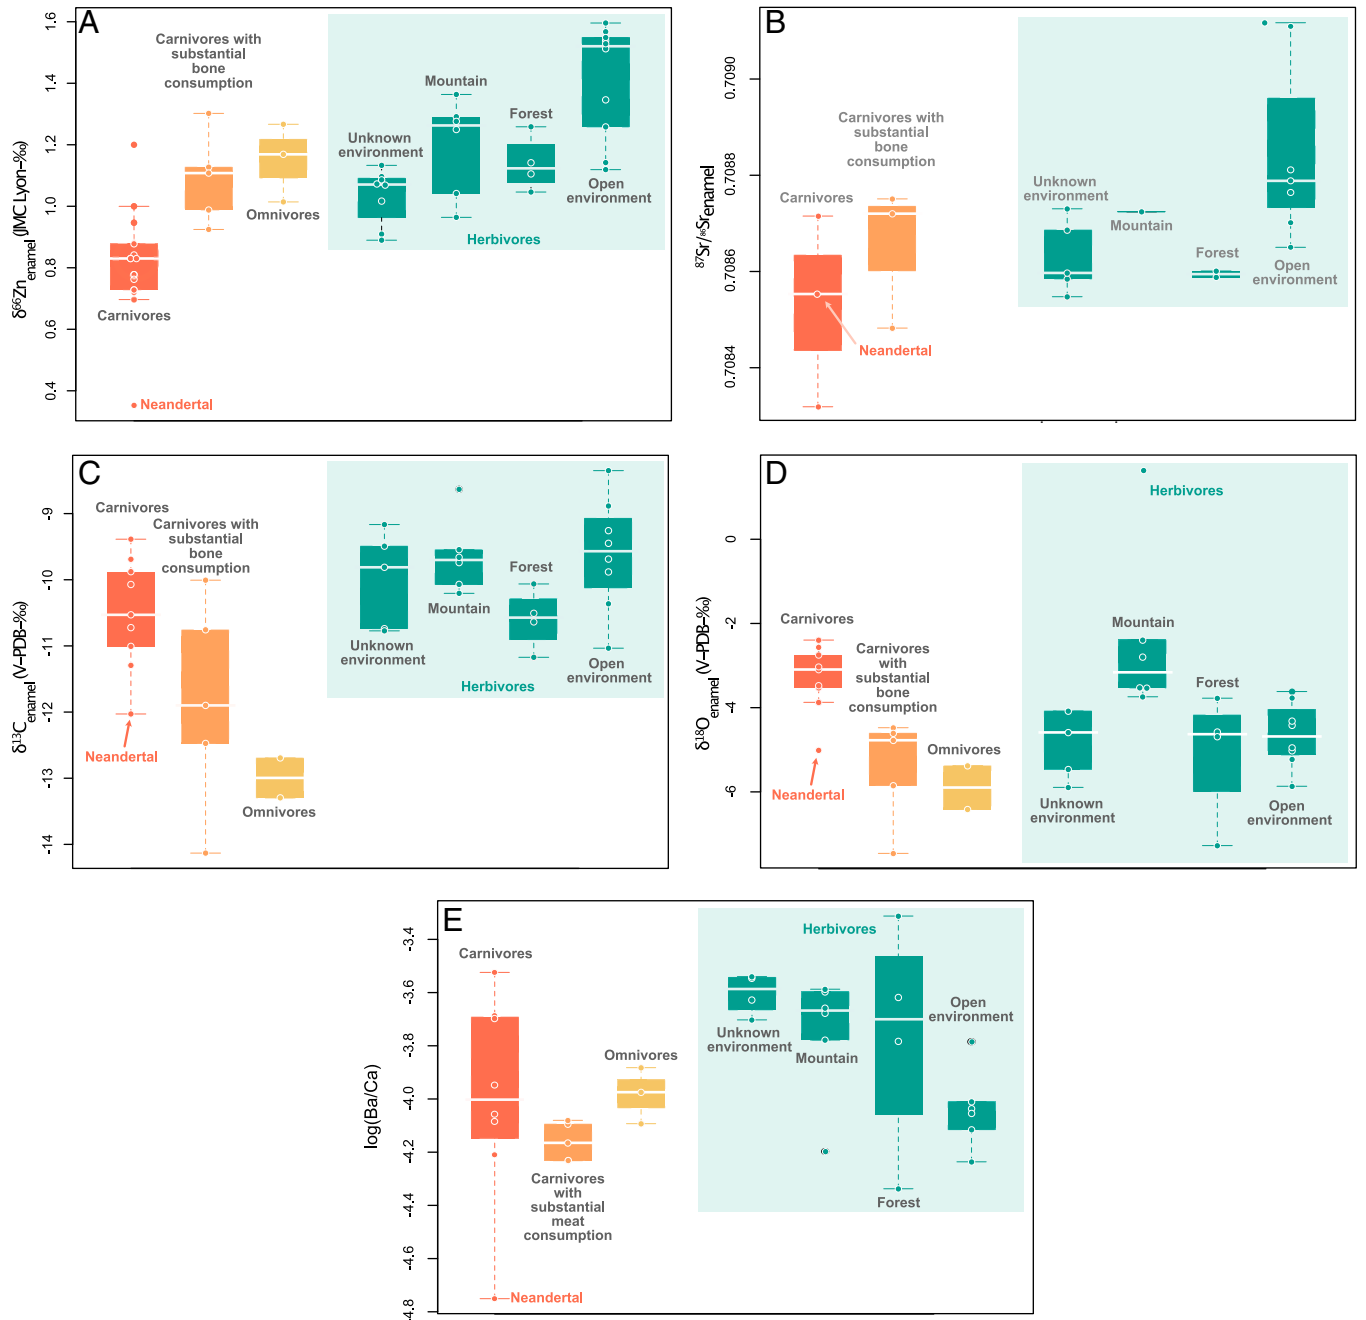 A
Carnivores with
substantial
bone
consumption
Mountain
Forest
Unknown
environment
Open
environment
Omnivores
Herbivores
Carnivores
Neandertal
δ66Znenamel (JMC Lyon-‰)
1.6
1.4
1.2
1.0
0.8
0.6
0.4
B
Carnivores with
substantial
bone
consumption
Carnivores
Unknown
environment
Mountain
Forest
Open
environment
Neandertal
87Sr/86Srenamel
0.7090
0.7088
0.7086
0.7084
C
Carnivores
Carnivores with
substantial
bone
consumption
Forest
Mountain
Unknown
environment
Open
environment
Herbivores
Neandertal
Omnivores
δ13Cenamel (V-PDB-‰)
-9
-10
-11
-12
-13
-14
D
Herbivores
Carnivores
Mountain
Carnivores
with
substantial
bone
consumption
Forest
Omnivores
Neandertal
Unknown
environment
Open
environment
δ18Oenamel (V-PDB-‰)
0
-2
-4
-6
E
Herbivores
Carnivores
Open
environment
Unknown
environment
Mountain
Omnivores
Carnivores
with
substantial
meat
consumption
Forest
Neandertal
log(Ba/Ca)
-3.4
-3.6
-3.8
-4.0
-4.2
-4.4
-4.6
-4.8